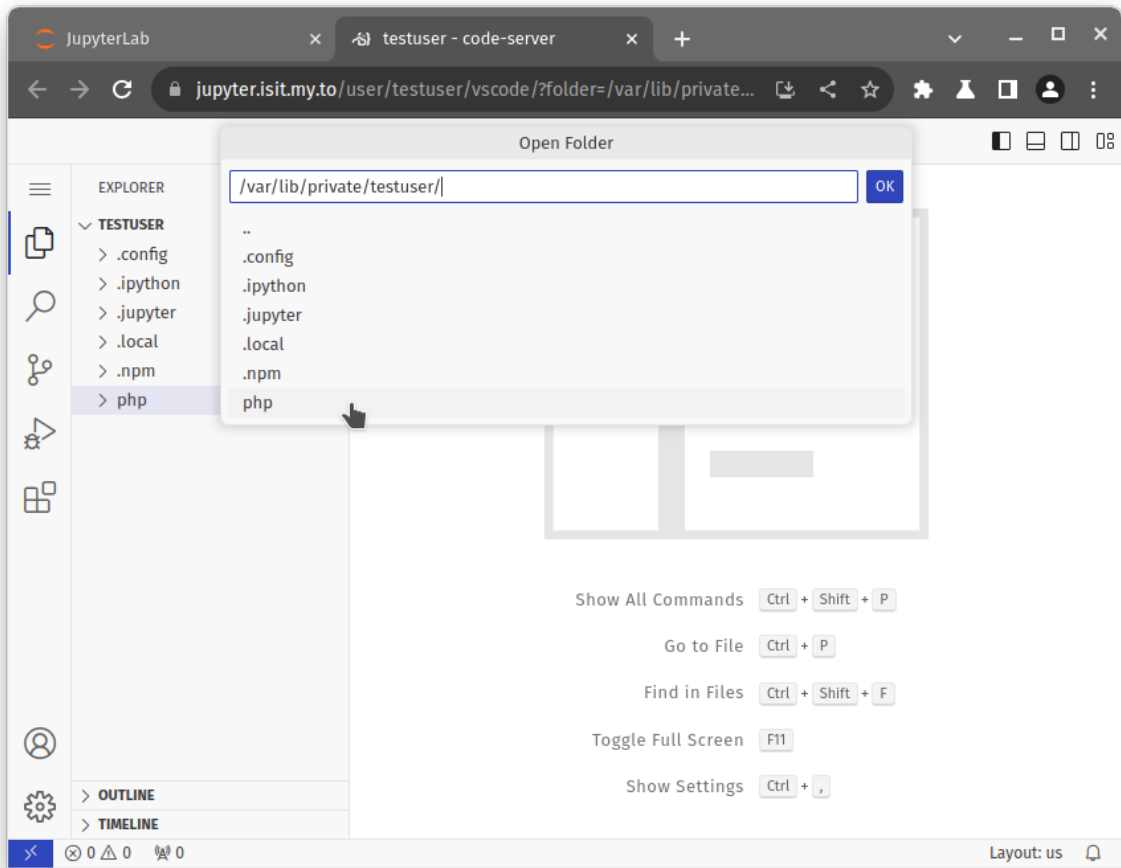 JupyterLab
testuser - code-server
jupyter.isit.my.to/user/testuser/vscode/?folder=/var/lib/private...
Open Folder
/var/lib/private/testuser/
OK
..
.config
.ipython
.jupyter
.local
.npm
php
EXPLORER
TESTUSER
.config
.ipython
.jupyter
.local
.npm
php
Show All Commands Ctrl + Shift + P
Go to File Ctrl + P
Find in Files Ctrl + Shift + F
Toggle Full Screen F11
Show Settings Ctrl + ,
OUTLINE
TIMELINE
0 0 0
Layout: us